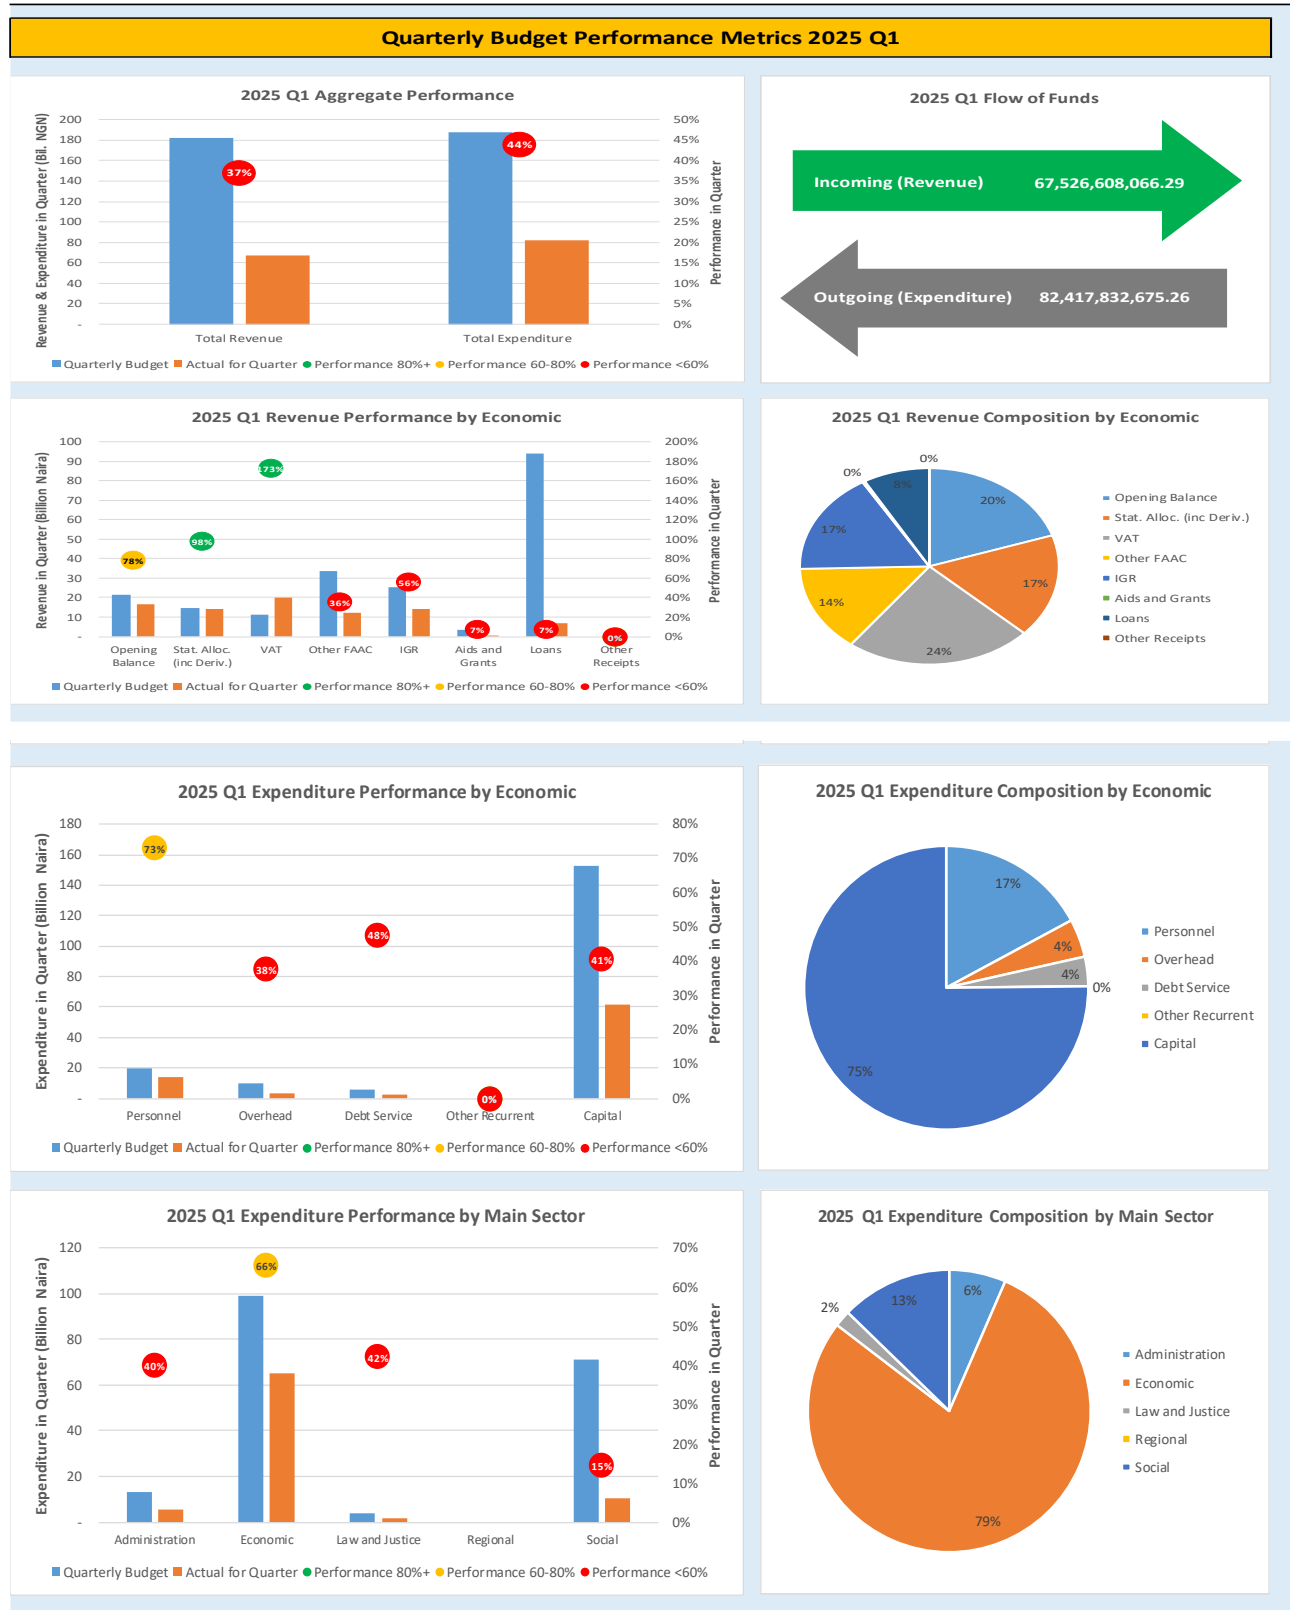 Quarterly Budget Performance Metrics 2025 Q1
2025 Q1 Aggregate Performance
Revenue & Expenditure in Quarter (Bil. NGN)
200
180
160
140
120
100
80
60
40
20
-
37%
44%
50%
45%
40%
35%
30%
25%
20%
15%
10%
5%
0%
Performance in Quarter
Total Revenue
Total Expenditure
Quarterly Budget
Actual for Quarter
Performance 80%+
Performance 60-80%
Performance <60%
2025 Q1 Flow of Funds
Incoming (Revenue) 67,526,608,066.29
Outgoing (Expenditure) 82,417,832,675.26
2025 Q1 Revenue Performance by Economic
Revenue in Quarter (Billion Naira)
100
90
80
70
60
50
40
30
20
10
-
78%
98%
173%
36%
56%
7%
7%
0%
200%
180%
160%
140%
120%
100%
80%
60%
40%
20%
0%
Performance in Quarter
Opening
Balance
Stat. Alloc.
(inc Deriv.)
VAT
Other FAAC
IGR
Aids and
Grants
Loans
Other
Receipts
Quarterly Budget
Actual for Quarter
Performance 80%+
Performance 60-80%
Performance <60%
2025 Q1 Revenue Composition by Economic
0%
0%
8%
20%
17%
17%
14%
24%
Opening Balance
Stat. Alloc. (inc Deriv.)
VAT
Other FAAC
IGR
Aids and Grants
Loans
Other Receipts
2025 Q1 Expenditure Performance by Economic
Expenditure in Quarter (Billion Naira)
180
160
140
120
100
80
60
40
20
-
73%
38%
48%
0%
41%
80%
70%
60%
50%
40%
30%
20%
10%
0%
Performance in Quarter
Personnel
Overhead
Debt Service
Other Recurrent
Capital
Quarterly Budget
Actual for Quarter
Performance 80%+
Performance 60-80%
Performance <60%
2025 Q1 Expenditure Composition by Economic
17%
4%
4%
0%
75%
Personnel
Overhead
Debt Service
Other Recurrent
Capital
2025 Q1 Expenditure Performance by Main Sector
Expenditure in Quarter (Billion Naira)
120
100
80
60
40
20
-
40%
66%
42%
15%
70%
60%
50%
40%
30%
20%
10%
0%
Performance in Quarter
Administration
Economic
Law and Justice
Regional
Social
Quarterly Budget
Actual for Quarter
Performance 80%+
Performance 60-80%
Performance <60%
2025 Q1 Expenditure Composition by Main Sector
6%
13%
2%
79%
Administration
Economic
Law and Justice
Regional
Social